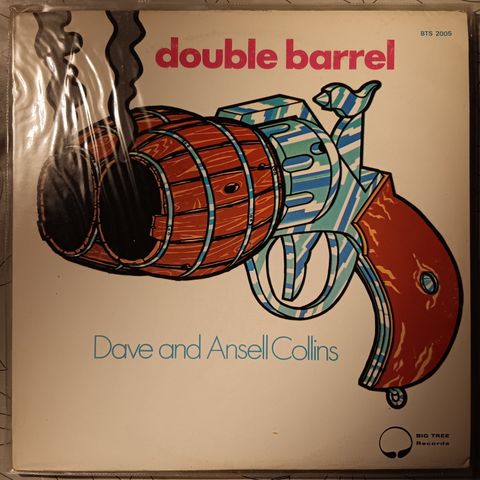 BTS 2005
double barrel
Dave and Ansell Collins
BIG TREE
Records